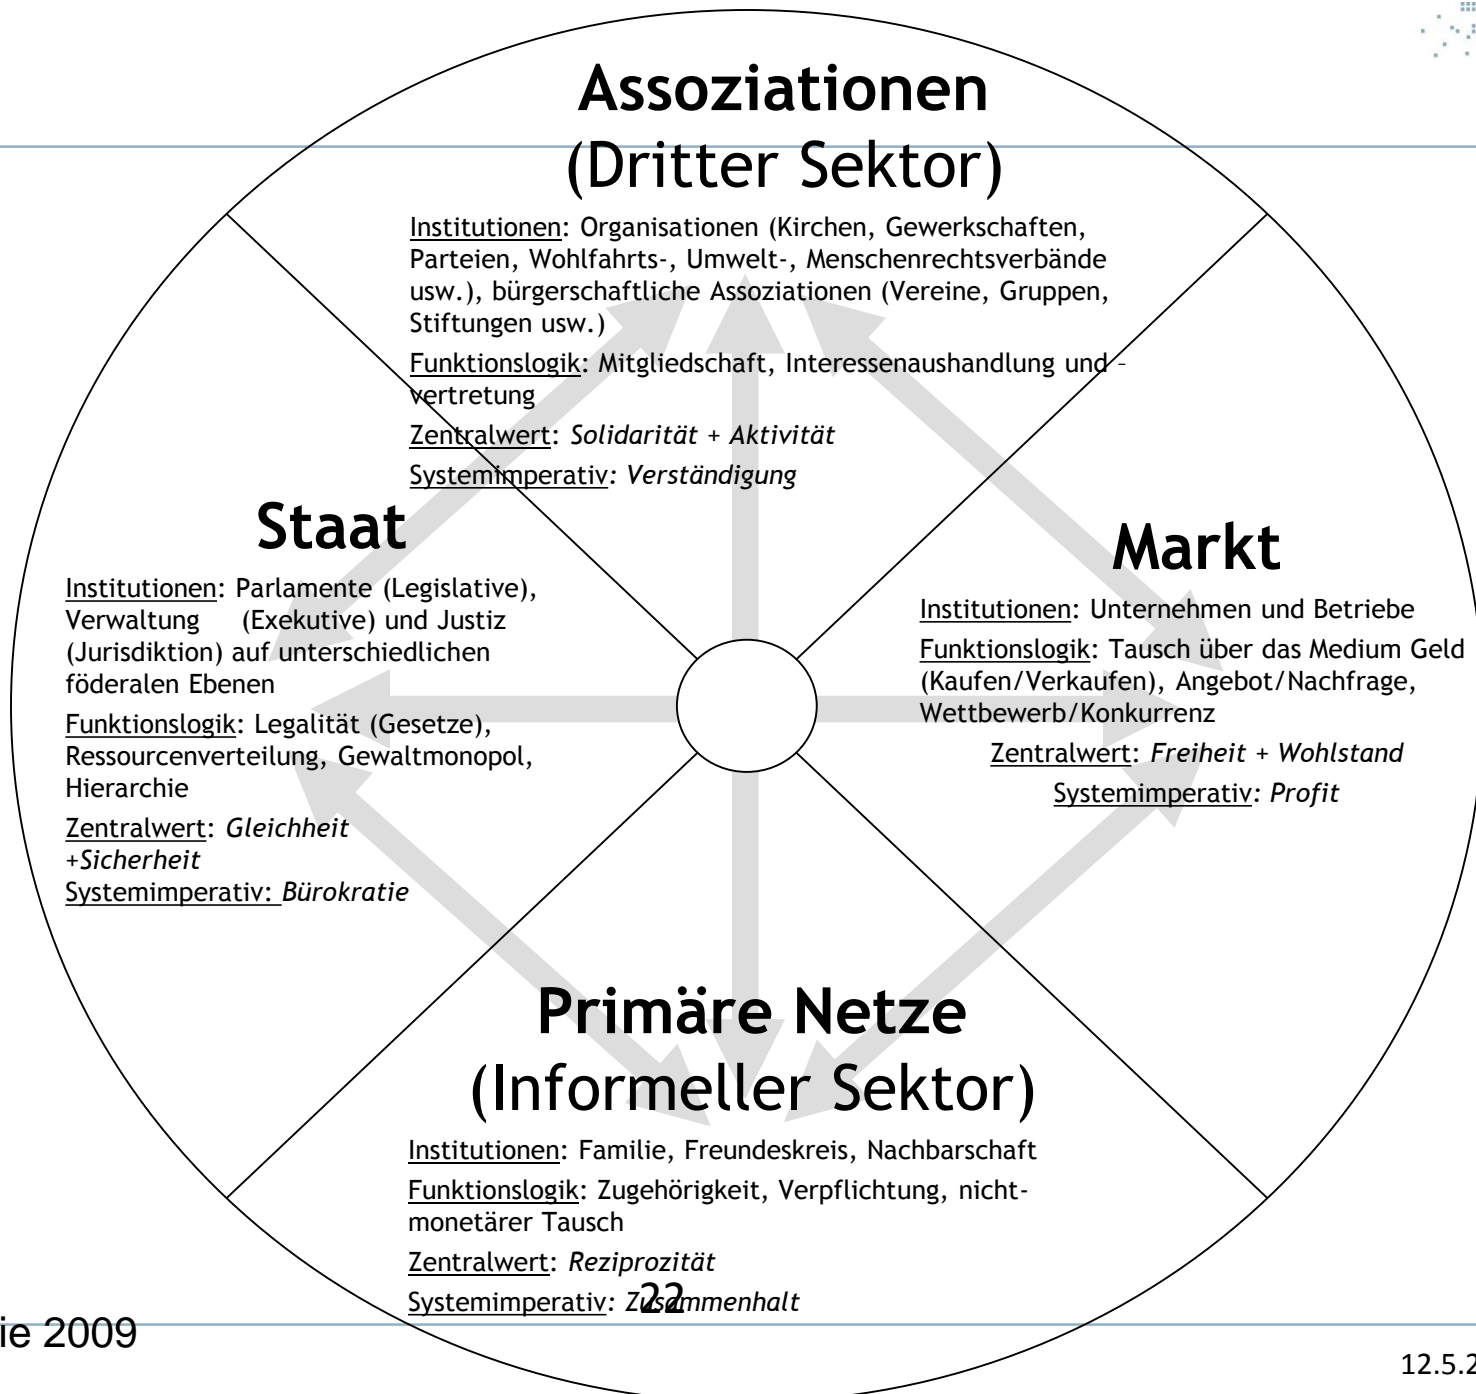 Assoziationen
(Dritter Sektor)
Institutionen: Organisationen (Kirchen, Gewerkschaften,
Parteien, Wohlfahrts-, Umwelt-, Menschenrechtsverbände
usw.), bürgerschaftliche Assoziationen (Vereine, Gruppen,
Stiftungen usw.)
Funktionslogik: Mitgliedschaft, Interessenaushandlung und –
vertretung
Zentralwert: Solidarität + Aktivität
Systemimperativ: Verständigung
Staat
Institutionen: Parlamente (Legislative),
Verwaltung (Exekutive) und Justiz
(Jurisdiktion) auf unterschiedlichen
föderalen Ebenen
Funktionslogik: Legalität (Gesetze),
Ressourcenverteilung, Gewaltmonopol,
Hierarchie
Zentralwert: Gleichheit
+Sicherheit
Systemimperativ: Bürokratie
Markt
Institutionen: Unternehmen und Betriebe
Funktionslogik: Tausch über das Medium Geld
(Kaufen/Verkaufen), Angebot/Nachfrage,
Wettbewerb/Konkurrenz
Zentralwert: Freiheit + Wohlstand
Systemimperativ: Profit
Primäre Netze
(Informeller Sektor)
Institutionen: Familie, Freundeskreis, Nachbarschaft
Funktionslogik: Zugehörigkeit, Verpflichtung, nicht-
monetärer Tausch
Zentralwert: Reziprozität
Systemimperativ: Zusammenhalt
22
ie 2009
12.5.2